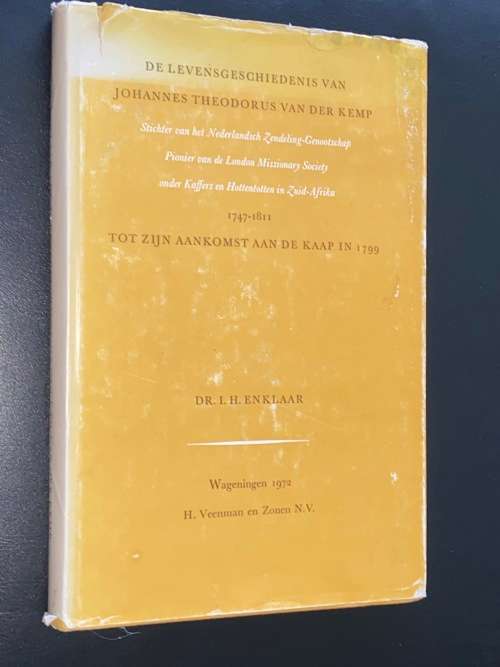 DE LEVENSGESCHIEDENIS VAN
JOHANNES THEODORUS VAN DER KEMP
Stichter van het Nederlandsch Zendeling-Genootschap
Pionier van de London Missionary Society
onder Kaffers en Hottentotten in Zuid-Afrika
1747-1811
TOT ZIJN AANKOMST AAN DE KAAP IN 1799
DR. I. H. ENKLAAR
Wageningen 1972
H. Veenman en Zonen N.V.